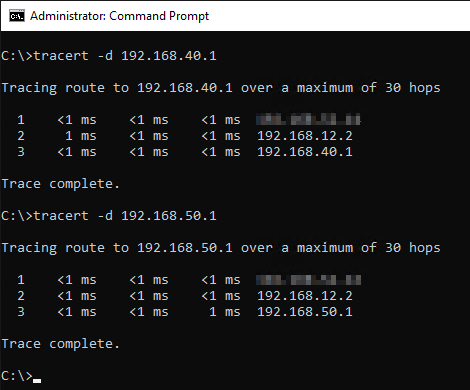 Administrator: Command Prompt
C:\>tracert -d 192.168.40.1
Tracing route to 192.168.40.1 over a maximum of 30 hops
1 <1 ms <1 ms <1 ms
2 1 ms <1 ms <1 ms 192.168.12.2
3 <1 ms <1 ms <1 ms 192.168.40.1
Trace complete.
C:\>tracert -d 192.168.50.1
Tracing route to 192.168.50.1 over a maximum of 30 hops
1 <1 ms <1 ms <1 ms
2 <1 ms <1 ms <1 ms 192.168.12.2
3 <1 ms <1 ms 1 ms 192.168.50.1
Trace complete.
C:\>